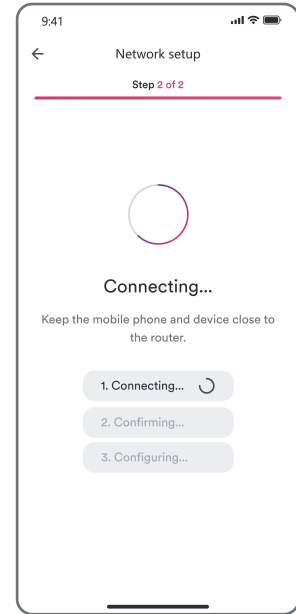 9:41
Network setup
Step 2 of 2
Connecting...
Keep the mobile phone and device close to
the router.
1. Connecting...
2. Confirming...
3. Configuring...